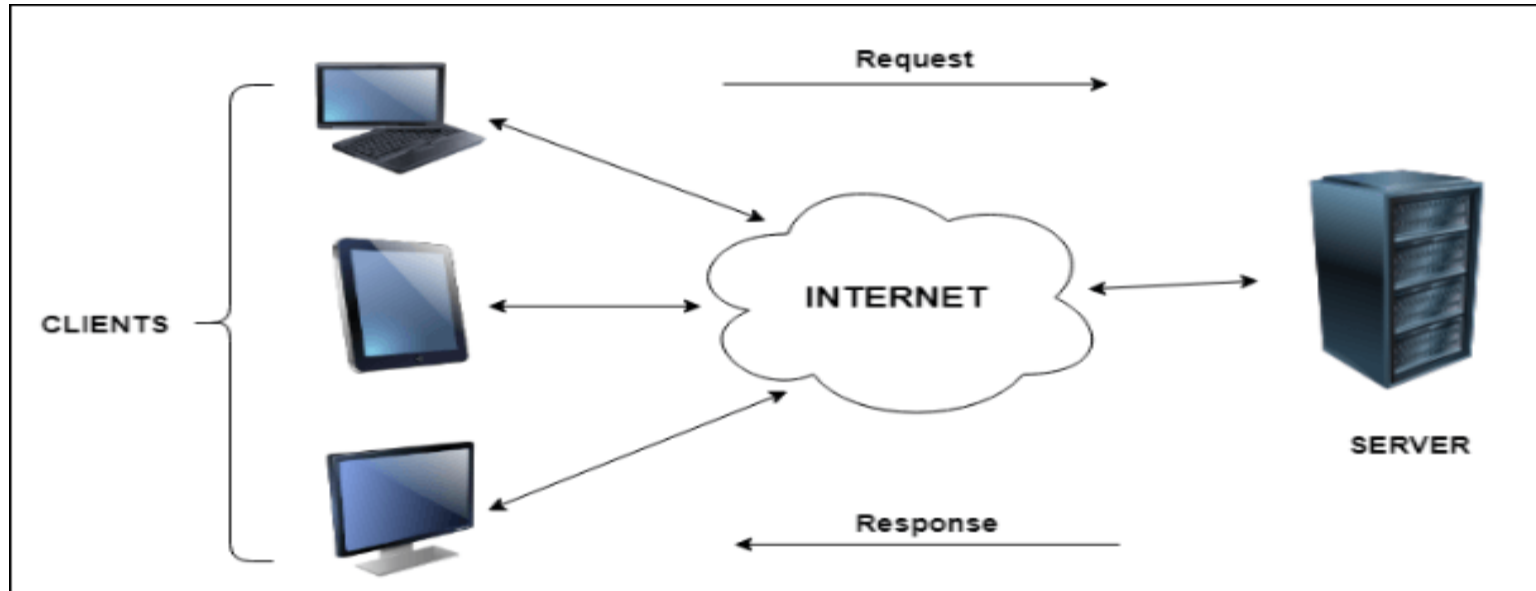 Request
INTERNET
CLIENTS
SERVER
Response